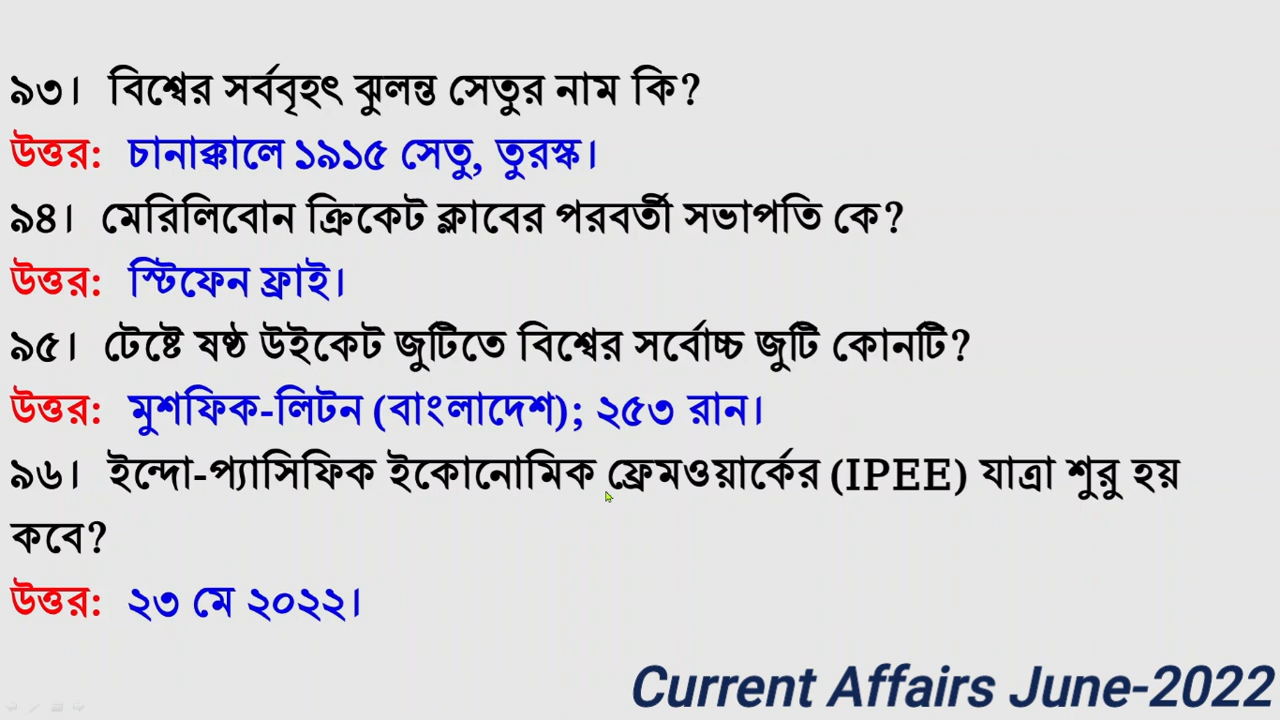 ৯৩। বিশ্বের সর্ববৃহৎ ঝুলন্ত সেতুর নাম কি?
উত্তর: চানাক্কালে ১৯১৫ সেতু, তুরস্ক।
৯৪। মেরিলিবোন ক্রিকেট ক্লাবের পরবর্তী সভাপতি কে?
উত্তর: স্টিফেন ফ্রাই।
৯৫। টেষ্টে ষষ্ঠ উইকেট জুটিতে বিশ্বের সর্বোচ্চ জুটি কোনটি?
উত্তর: মুশফিক-লিটন (বাংলাদেশ); ২৫৩ রান।
৯৬। ইন্দো-প্যাসিফিক ইকোনোমিক ফ্রেমওয়ার্কের (IPEE) যাত্রা শুরু হয়
কবে?
উত্তর: ২৩ মে ২০২২।
Current Affairs June-2022